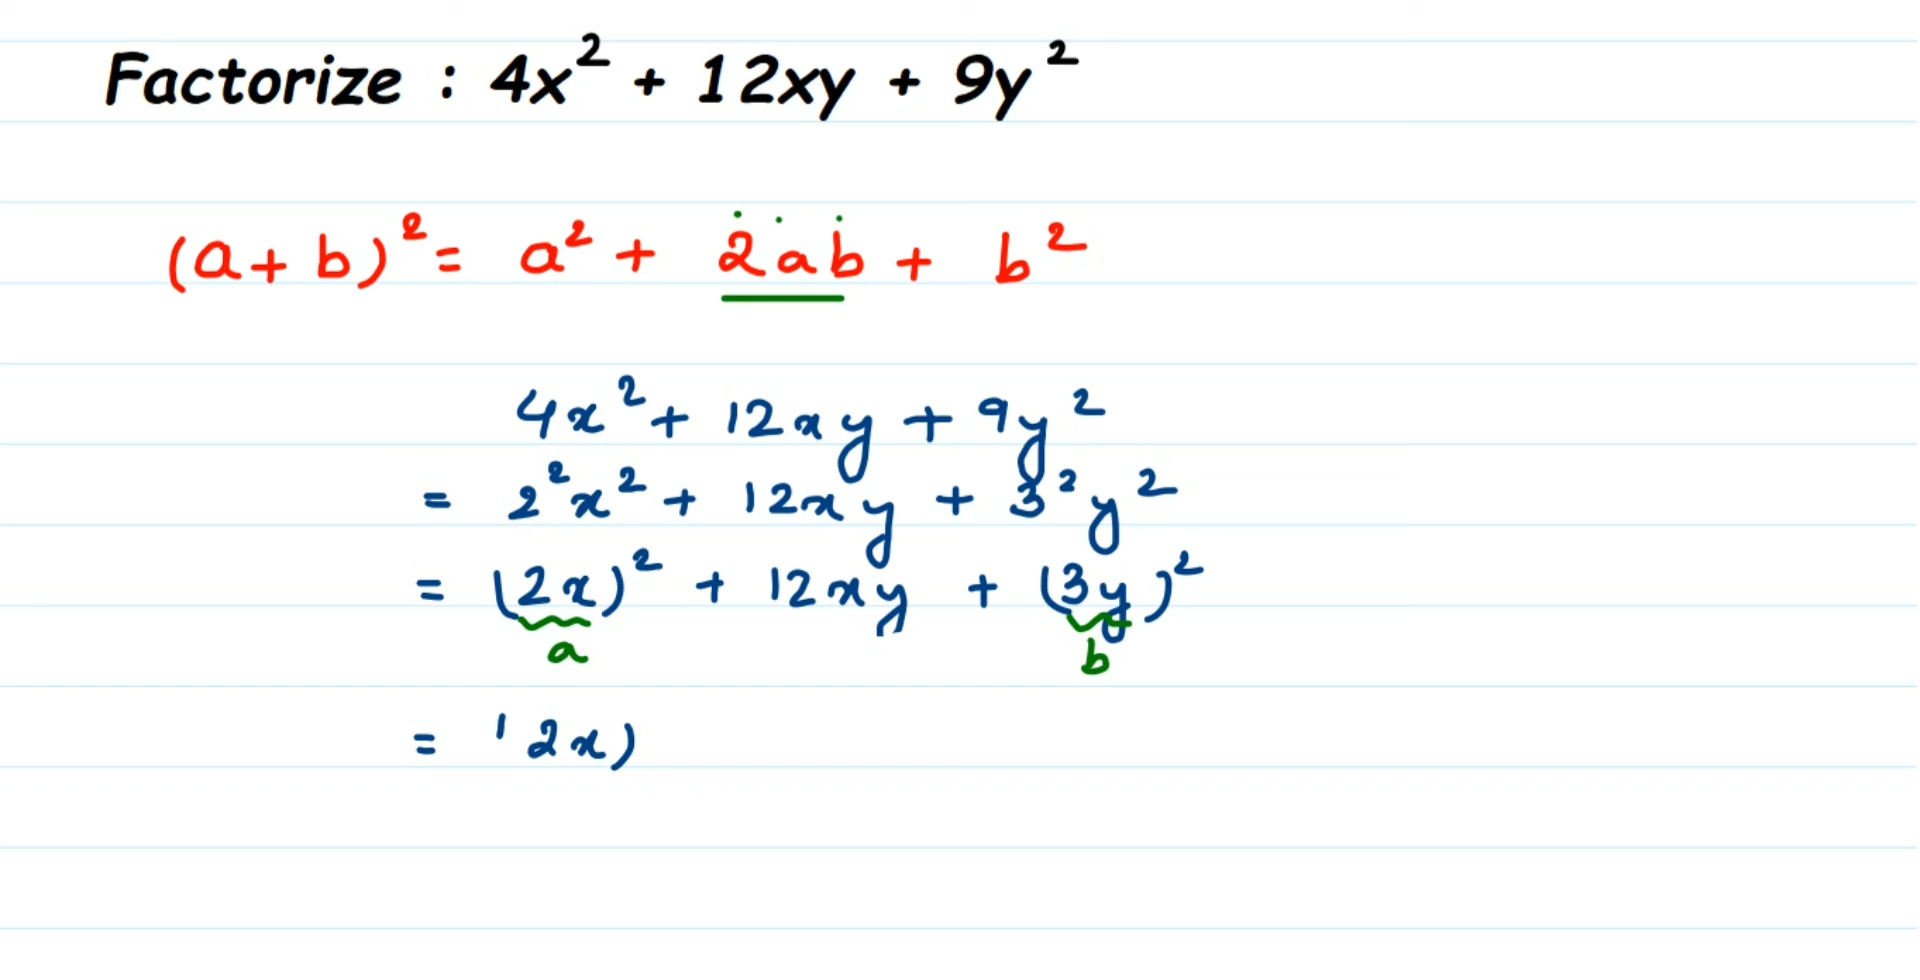 Factorize : 4x² + 12xy + 9y²
(a + b)² = a² + 2ab + b²
4x² + 12xy + 9y²
= 2²x² + 12xy + 3²y²
= (2x)² + 12xy + (3y)²
a b
= (2x)